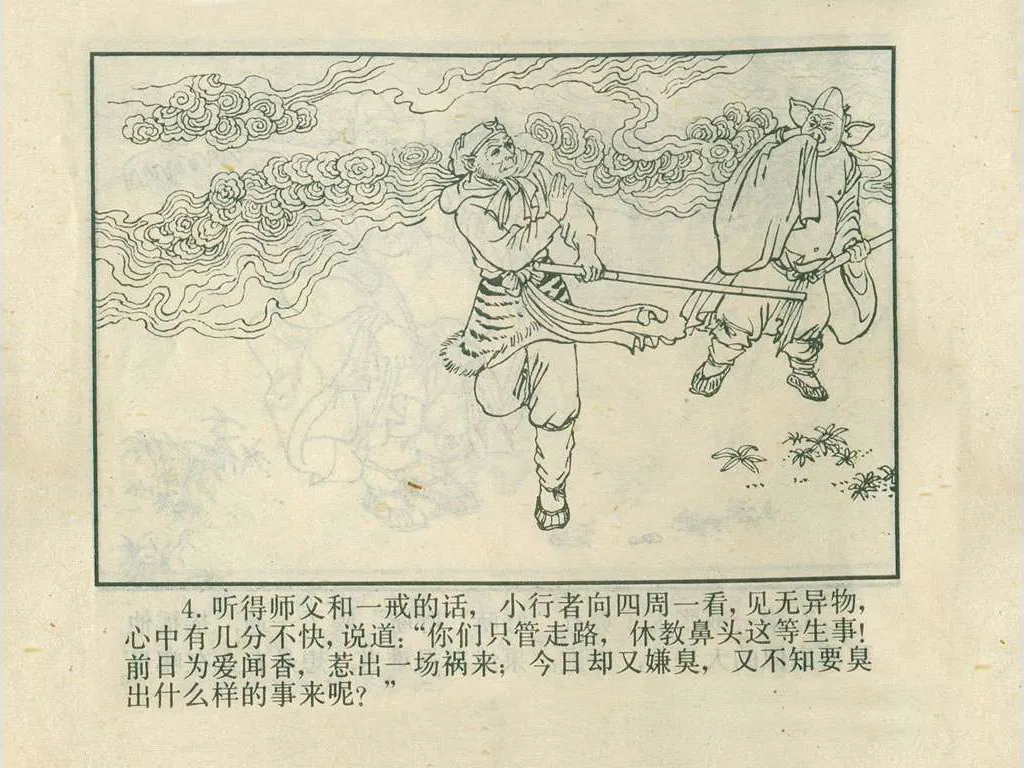 4. 听得师父和一戒的话，小行者向四周一看，见无异物，
心中有几分不快，说道：“你们只管走路，休教鼻头这等生事！
前日为爱闻香，惹出一场祸来；今日却又嫌臭，又不知要臭
出什么样的事来呢？”